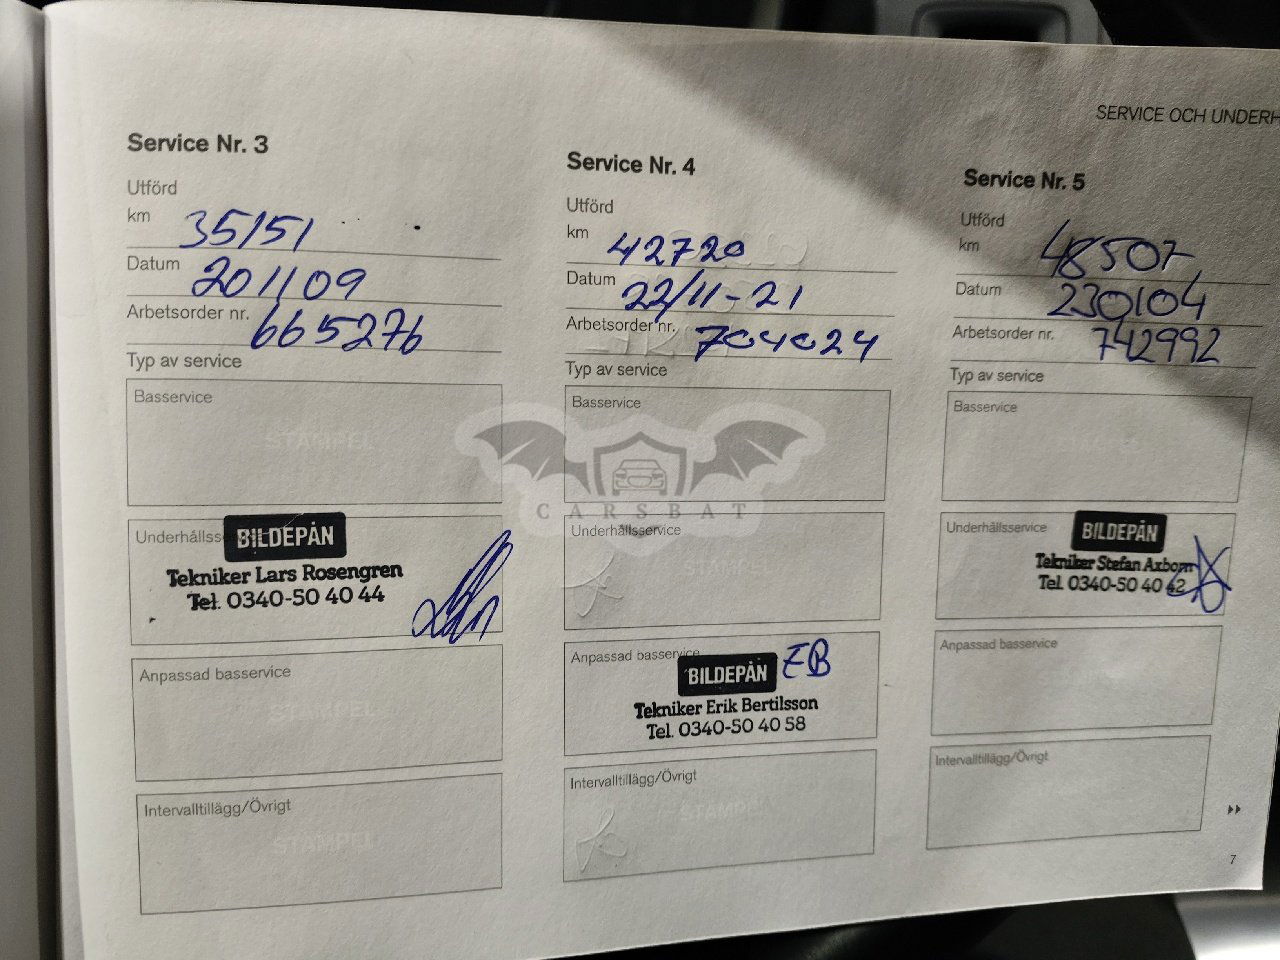 SERVICE OCH UNDERH
Service Nr. 3
Utförd
km 35151
Datum 201109
Arbetsorder nr. 665276
Typ av service
Basservice
STÄMPEL
Underhållsse
BILDEPÅN
Tekniker Lars Rosengren
Tel. 0340-50 40 44
Anpassad basservice
Intervalltillägg/Övrigt
STÄMPEL
Service Nr. 4
Utförd
km 42720
Datum 22/11-21
Arbetsorder nr. 704024
Typ av service
Basservice
Underhållsservice
Anpassad basservice
BILDEPÅN EB
Tekniker Erik Bertilsson
Tel. 0340-50 40 58
Intervalltillägg/Övrigt
STÄMPEL
Service Nr. 5
Utförd
km 48507
Datum 230104
Arbetsorder nr. 742992
Typ av service
Basservice
Underhållsservice
BILDEPÅN
Tekniker Stefan Axborn
Tel. 0340-50 40 42
Anpassad basservice
Intervalltillägg/Övrigt
7
CARSBAT